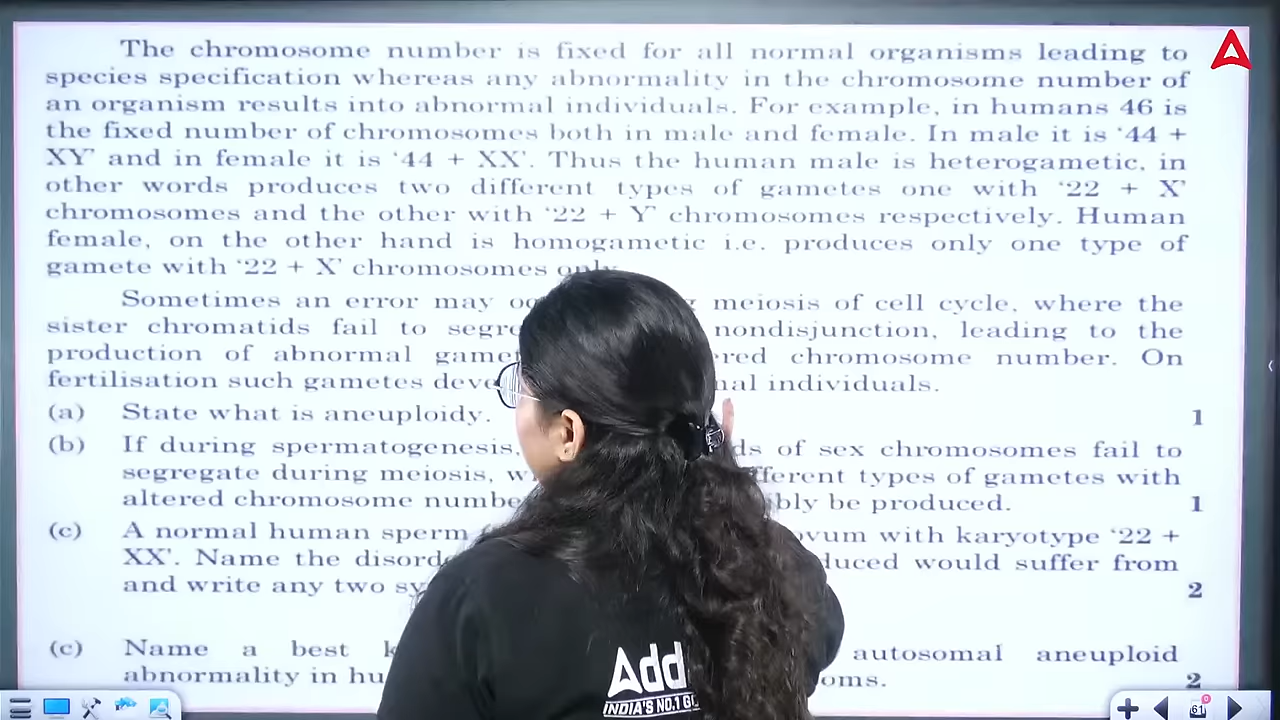 The chromosome number is fixed for all normal organisms leading to
species specification whereas any abnormality in the chromosome number of
an organism results into abnormal individuals. For example, in humans 46 is
the fixed number of chromosomes both in male and female. In male it is ‘44 +
XY’ and in female it is ‘44 + XX’. Thus the human male is heterogametic, in
other words produces two different types of gametes one with ‘22 + X’
chromosomes and the other with ‘22 + Y’ chromosomes respectively. Human
female, on the other hand is homogametic i.e. produces only one type of
gamete with ‘22 + X’ chromosomes only.
Sometimes an error may meiosis of cell cycle, where the
sister chromatids fail to nondisjunction, leading to the
production of abnormal chromosome number. On
fertilisation such gametes individuals.
(a) State what is aneuploidy. 1
(b) If during spermatogenesis, of sex chromosomes fail to
segregate during meiosis, types of gametes with
altered chromosome be produced. 1
(c) A normal human sperm with karyotype ‘22 +
XX’. Name the would suffer from
and write any two 2
(c) Name a best autosomal aneuploid
abnormality in 2
Add
INDIA'S NO.1
61
0